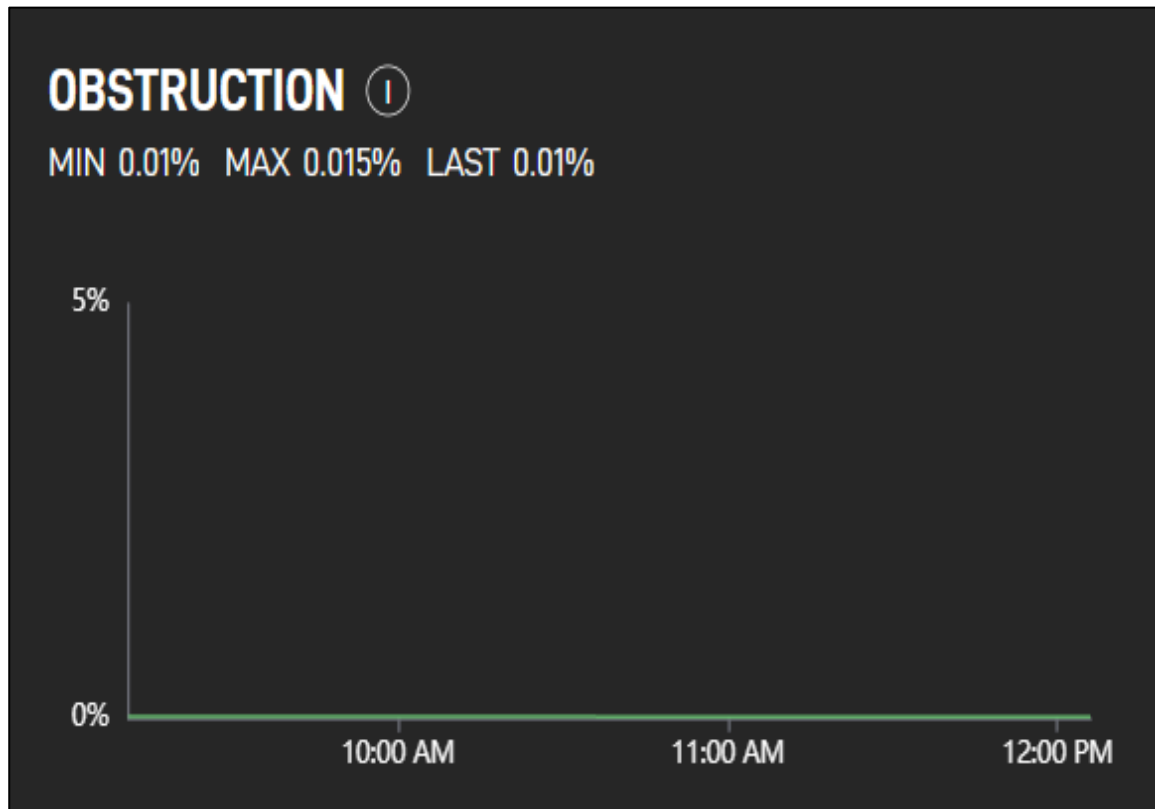 OBSTRUCTION
MIN 0.01% MAX 0.015% LAST 0.01%
5%
0%
10:00 AM 11:00 AM 12:00 PM